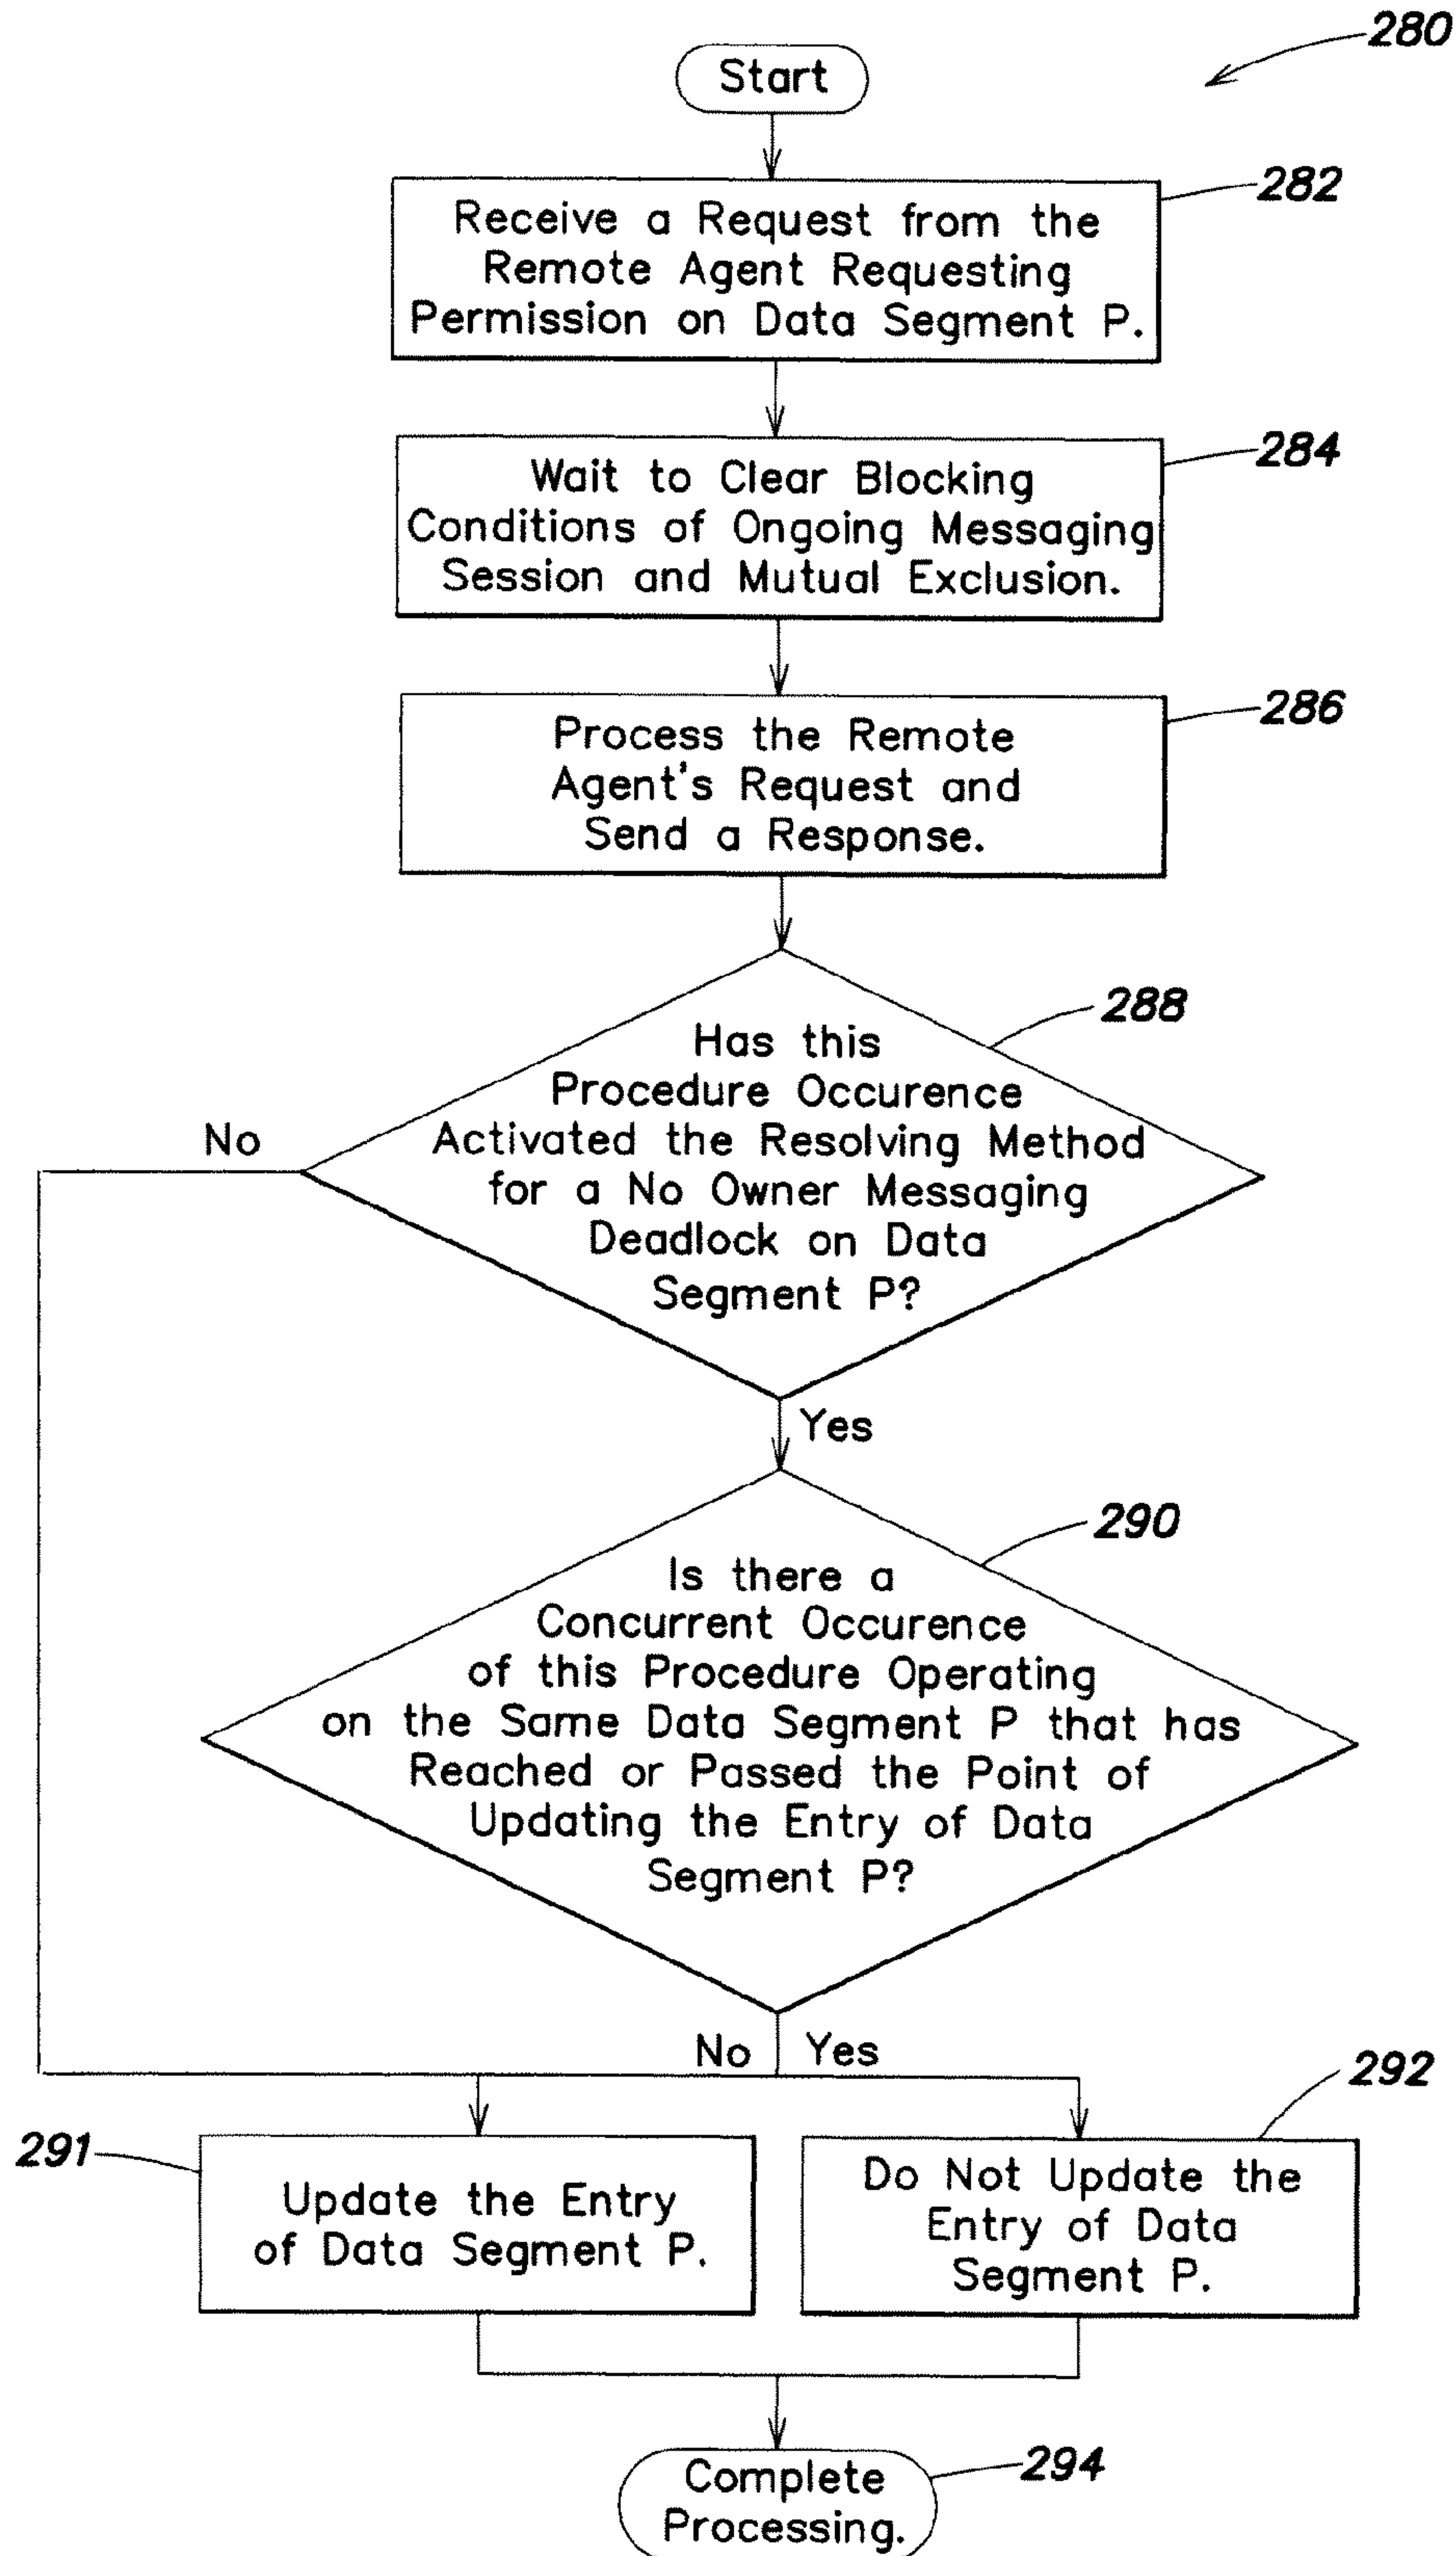 280
Start
282
Receive a Request from the
Remote Agent Requesting
Permission on Data Segment P.
284
Wait to Clear Blocking
Conditions of Ongoing Messaging
Session and Mutual Exclusion.
286
Process the Remote
Agent's Request and
Send a Response.
288
Has this
Procedure Occurence
Activated the Resolving Method
for a No Owner Messaging
Deadlock on Data
Segment P?
No
Yes
290
Is there a
Concurrent Occurence
of this Procedure Operating
on the Same Data Segment P that has
Reached or Passed the Point of
Updating the Entry of Data
Segment P?
No
Yes
291
Update the Entry
of Data Segment P.
292
Do Not Update the
Entry of Data
Segment P.
294
Complete
Processing.